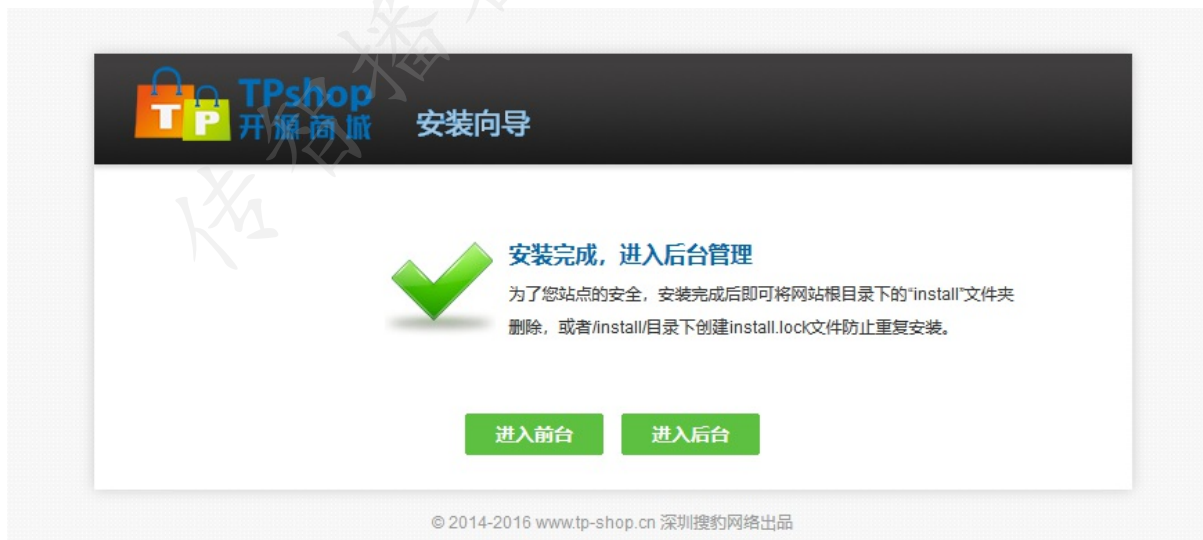 传智播客
TPshop
TP 开源商城 安装向导
安装完成，进入后台管理
为了您站点的安全，安装完成后即可将网站根目录下的“install”文件夹
删除，或者/install/目录下创建install.lock文件防止重复安装。
进入前台 进入后台
© 2014-2016 www.tp-shop.cn 深圳搜豹网络出品